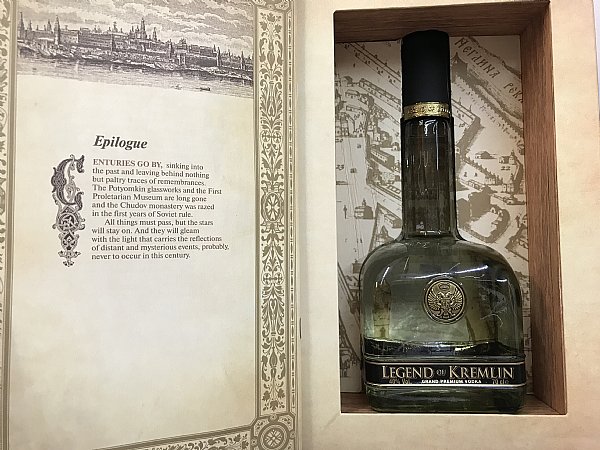 Epilogue
CENTURIES GO BY, sinking into
the past and leaving behind nothing
but paltry traces of remembrances.
The Potyomkin glassworks and the First
Proletarian Museum are long gone
and the Chudov monastery was razed
in the first years of Soviet rule.
All things must pass, but the stars
will stay on. And they will gleam
with the light that carries the reflections
of distant and mysterious events, probably,
never to occur in this century.
LEGEND OF KREMLIN
40% Vol. GRAND PREMIUM VODKA 70 cl e